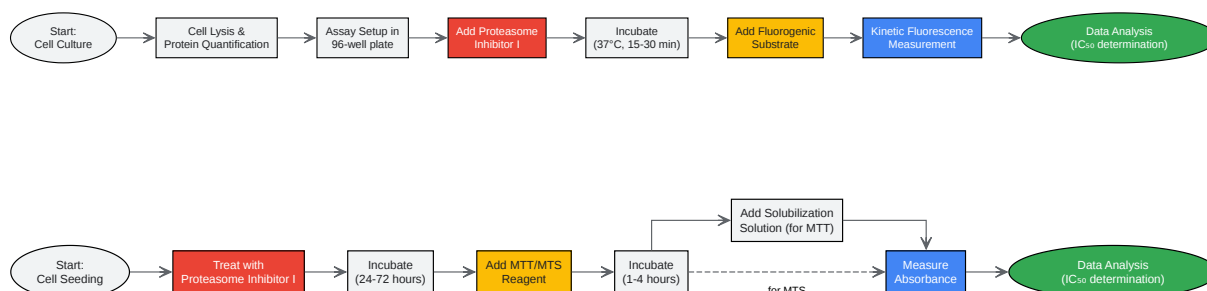 Start:
Cell Culture
Cell Lysis &
Protein Quantification
Assay Setup in
96-well plate
Add Proteasome
Inhibitor I
Incubate
(37°C, 15-30 min)
Add Fluorogenic
Substrate
Kinetic Fluorescence
Measurement
Data Analysis
(IC₅₀ determination)
Add Solubilization
Solution (for MTT)
Start:
Cell Seeding
Treat with
Proteasome Inhibitor I
Incubate
(24-72 hours)
Add MTT/MTS
Reagent
Incubate
(1-4 hours)
for MTS
Measure
Absorbance
Data Analysis
(IC₅₀ determination)